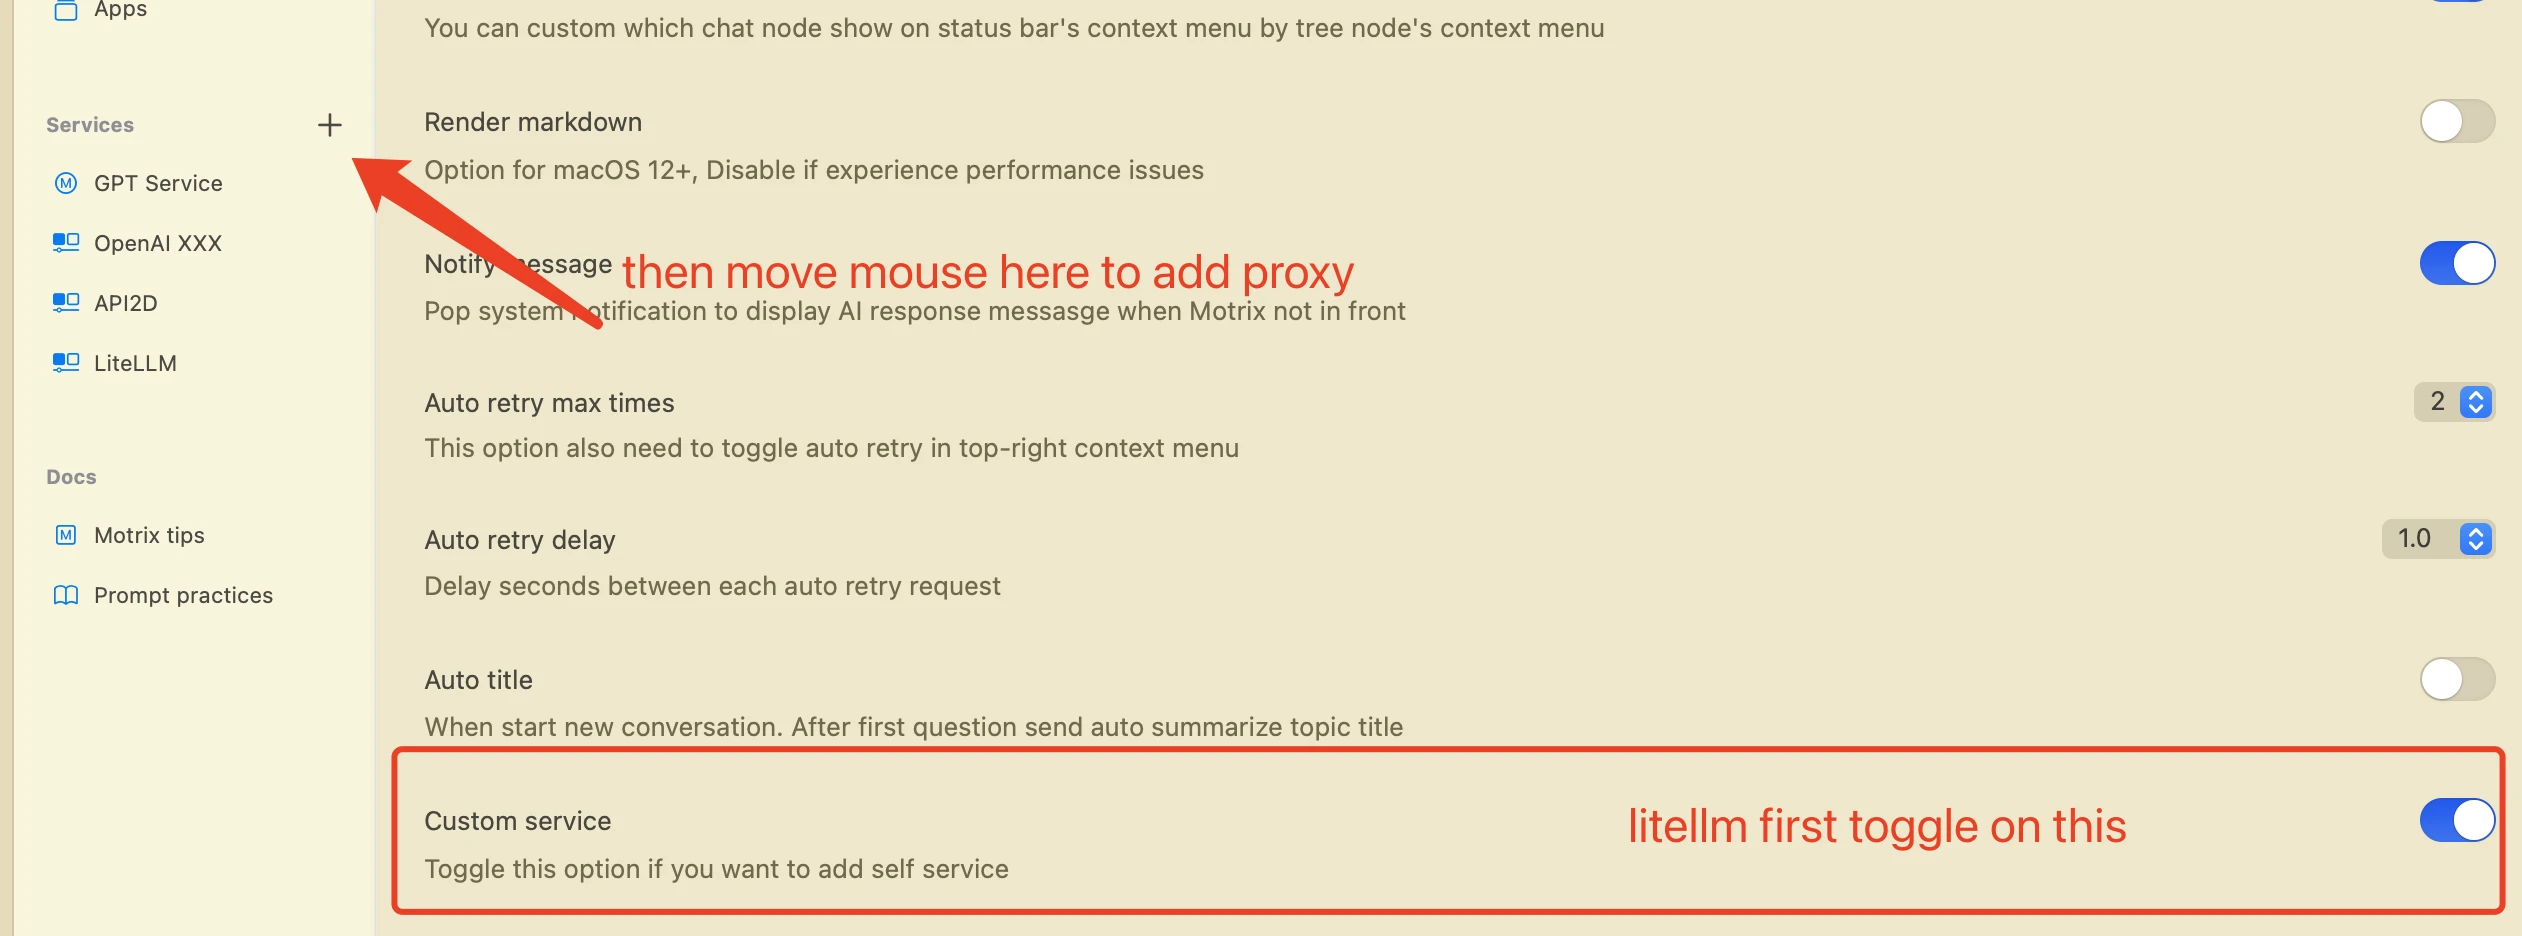 Apps
Services
GPT Service
OpenAI XXX
API2D
LiteLLM
Docs
Motrix tips
Prompt practices
You can custom which chat node show on status bar's context menu by tree node's context menu
Render markdown
Option for macOS 12+, Disable if experience performance issues
Notify message
then move mouse here to add proxy
Pop system notification to display AI response messasge when Motrix not in front
Auto retry max times
2
This option also need to toggle auto retry in top-right context menu
Auto retry delay
1.0
Delay seconds between each auto retry request
Auto title
When start new conversation. After first question send auto summarize topic title
Custom service
litellm first toggle on this
Toggle this option if you want to add self service